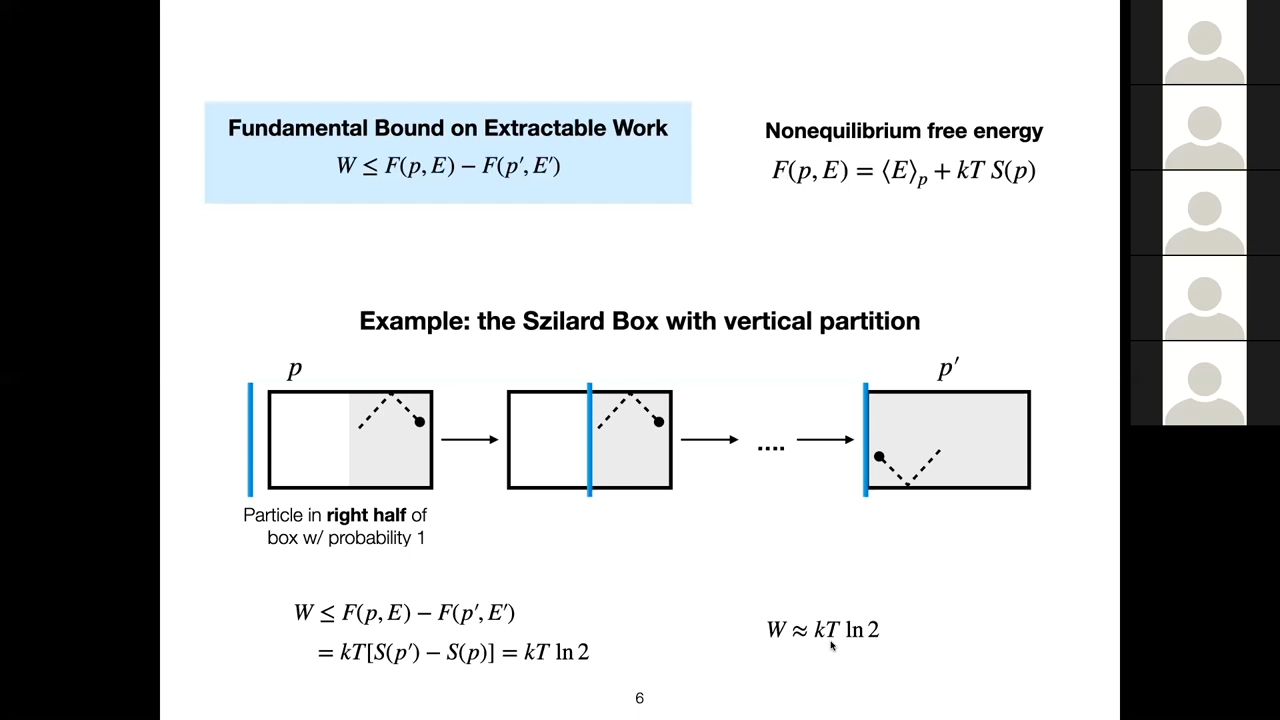 Fundamental Bound on Extractable Work
W ≤ F(p, E) − F(p′, E′)
Nonequilibrium free energy
F(p, E) = ⟨E⟩ₚ + kT S(p)
Example: the Szilard Box with vertical partition
p
p′
....
Particle in right half of
box w/ probability 1
W ≤ F(p, E) − F(p′, E′)
= kT[S(p′) − S(p)] = kT ln 2
W ≈ kT ln 2
6